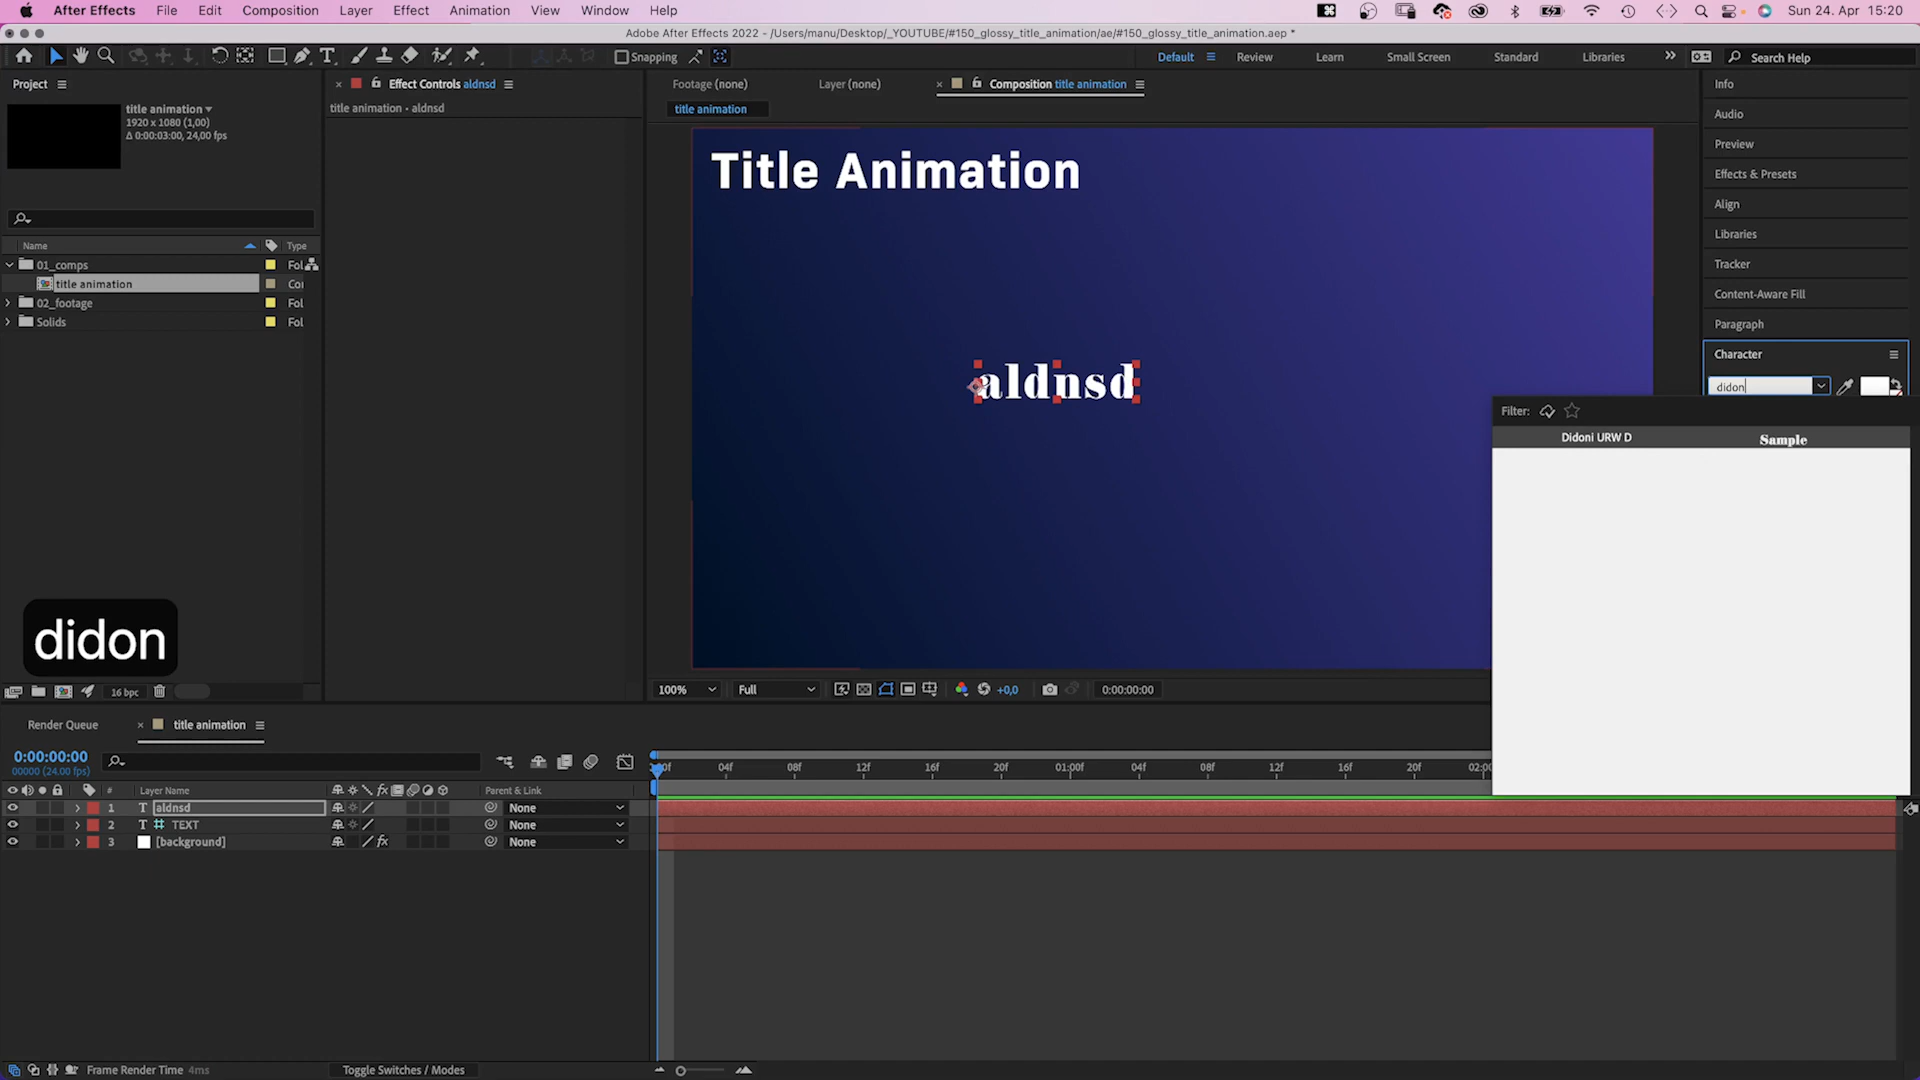 After Effects File Edit Composition Layer Effect Animation View Window Help Sun 24. Apr 15:20
Adobe After Effects 2022 - /Users/manu/Desktop/_YOUTUBE/#150_glossy_title_animation/ae/#150_glossy_title_animation.aep *
Snapping Default Review Learn Small Screen Standard Libraries Search Help
Project
title animation
1920 x 1080 (1,00)
Δ 0:00:03:00, 24,00 fps
Name Type
01_comps Fol
title animation Coi
02_footage Fol
Solids Fol
16 bpc
Effect Controls aldnsd
title animation • aldnsd
Footage (none) Layer (none) Composition title animation
title animation
Title Animation
aldnsd
didon
100% Full +0,0 0:00:00:00
Info
Audio
Preview
Effects & Presets
Align
Libraries
Tracker
Content-Aware Fill
Paragraph
Character
didon
Filter:
Didoni URW D Sample
Render Queue title animation
0:00:00:00
00000 (24.00 fps)
04f 08f 12f 16f 20f 01:00f 04f 08f 12f 16f 20f
# Layer Name Parent & Link
1 T aldnsd None
2 T TEXT None
3 [background] fx None
Frame Render Time 4ms Toggle Switches / Modes